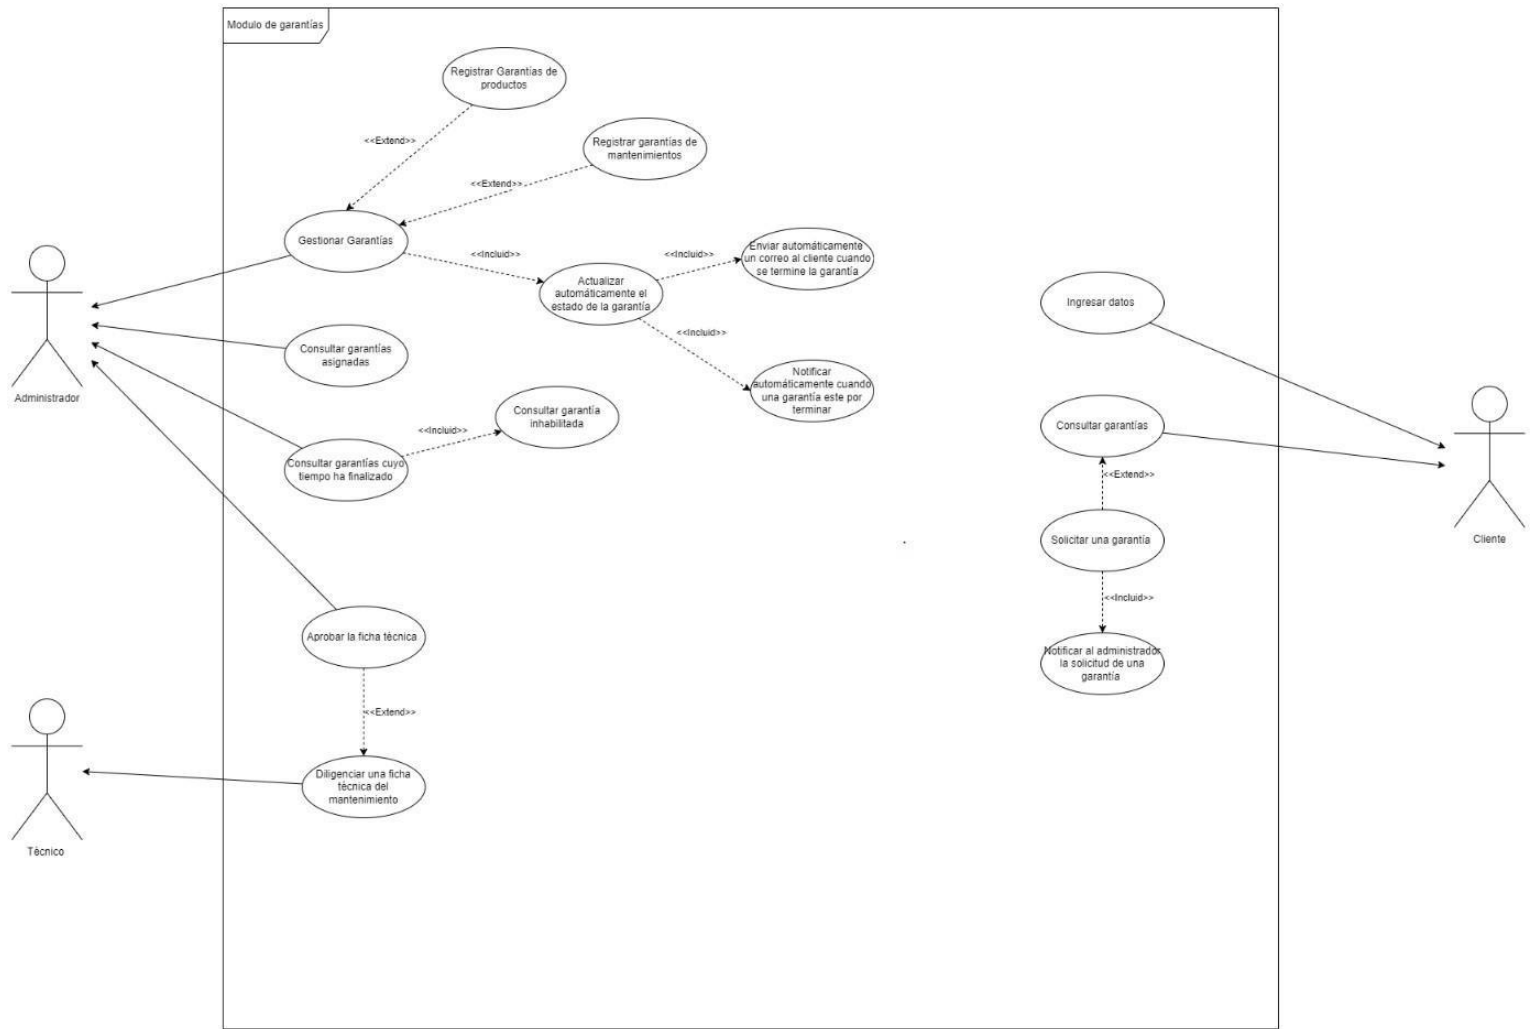 Modulo de garantías
Registrar Garantías de
productos
<<Extend>>
Registrar garantías de
mantenimientos
<<Extend>>
Gestionar Garantías
<<Incluid>>
Actualizar
automáticamente el
estado de la garantía
<<Incluid>>
Enviar automáticamente
un correo al cliente cuando
se termine la garantía
<<Incluid>>
Notificar
automáticamente cuando
una garantía este por
terminar
Administrador
Consultar garantías
asignadas
Consultar garantías cuyo
tiempo ha finalizado
<<Incluid>>
Consultar garantía
inhabilitada
Aprobar la ficha técnica
<<Extend>>
Diligenciar una ficha
técnica del
mantenimiento
Técnico
Ingresar datos
Consultar garantías
<<Extend>>
Solicitar una garantía
<<Incluid>>
Notificar al administrador
la solicitud de una
garantía
Cliente